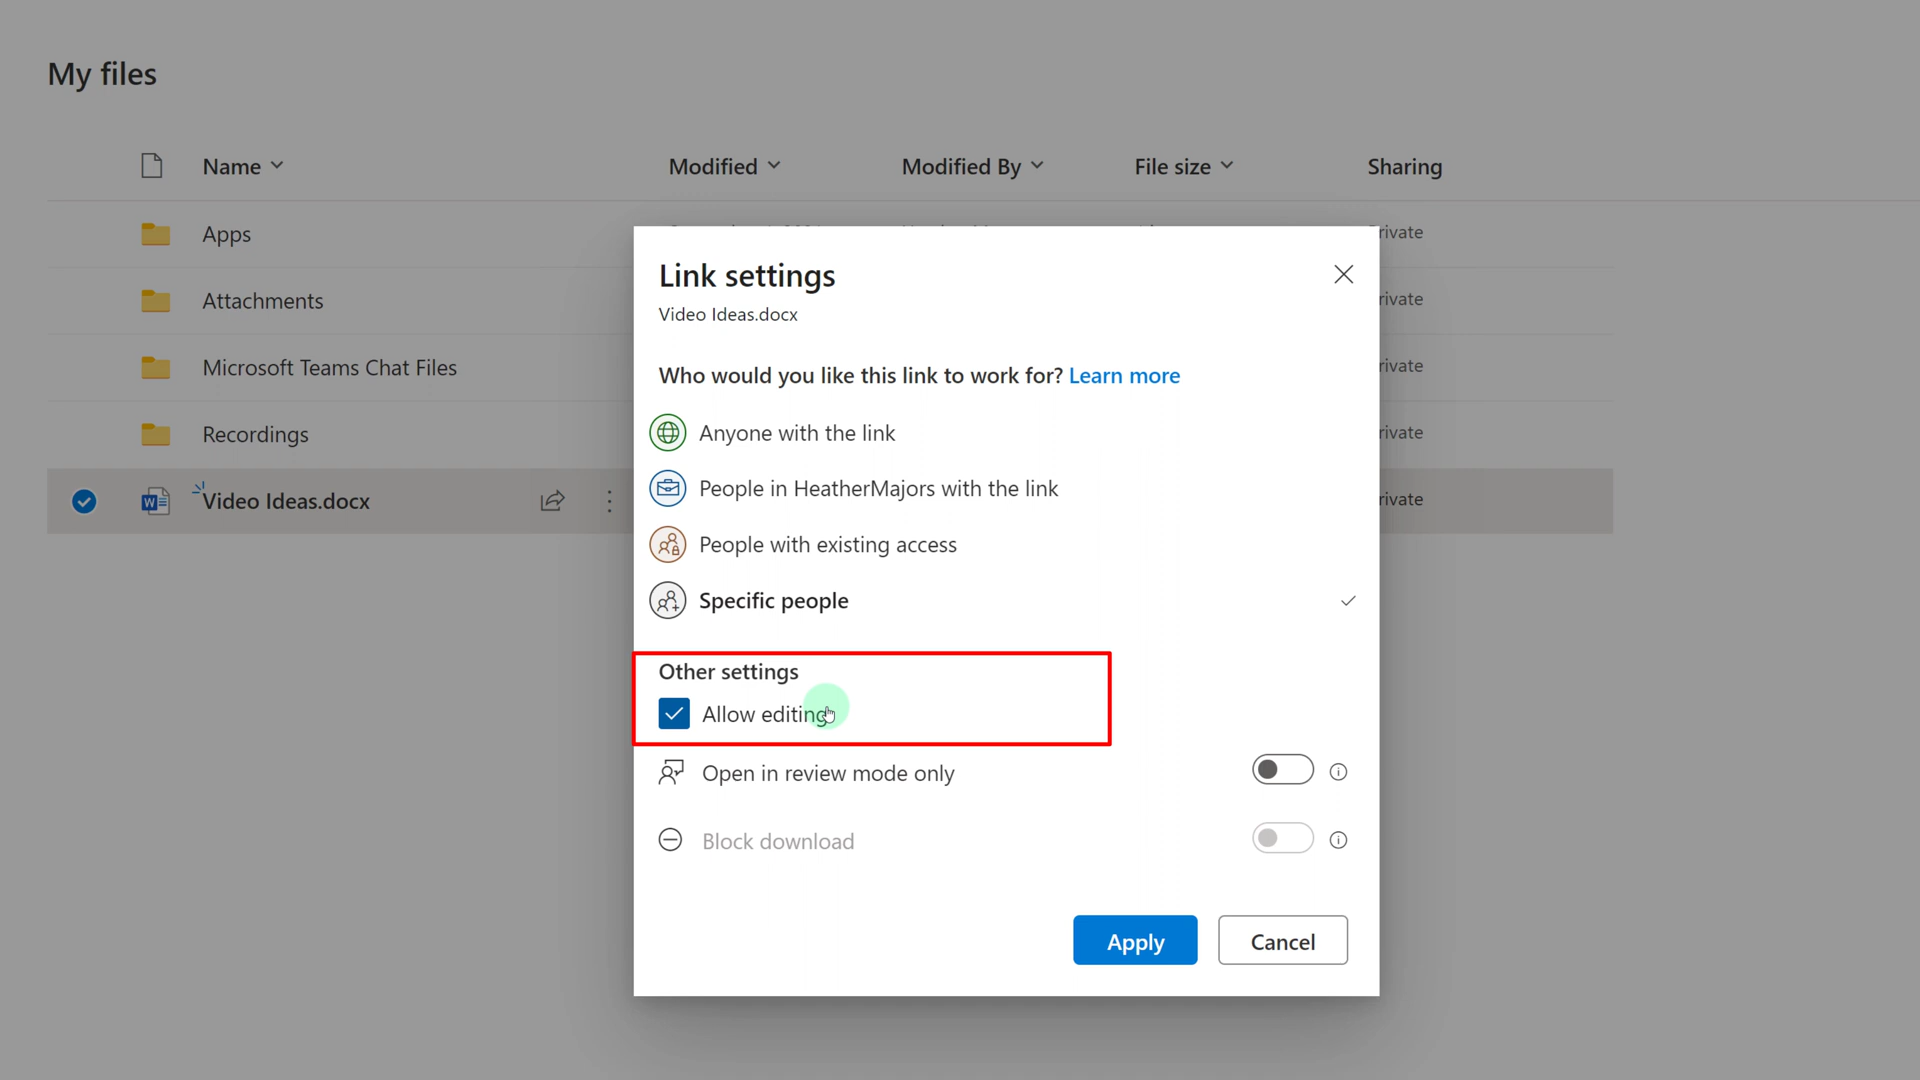 My files
Name Modified Modified By File size Sharing
Apps
Attachments
Microsoft Teams Chat Files
Recordings
Video Ideas.docx
Link settings
Video Ideas.docx
Who would you like this link to work for? Learn more
Anyone with the link
People in HeatherMajors with the link
People with existing access
Specific people
Other settings
Allow editing
Open in review mode only
Block download
Apply Cancel
rivate
rivate
rivate
rivate
rivate